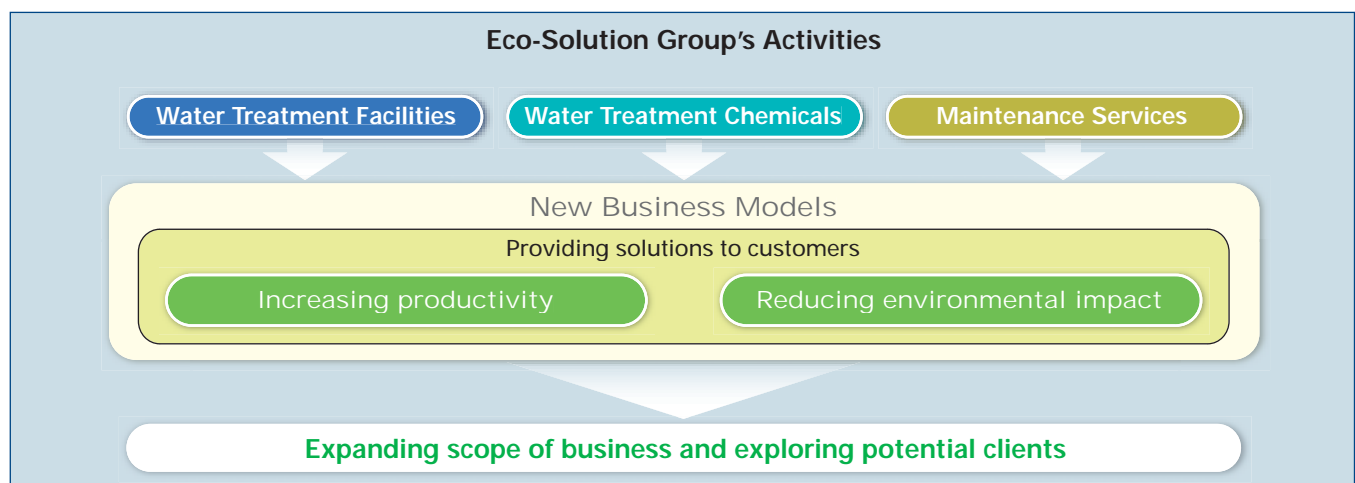 Eco-Solution Group's Activities
Water Treatment Facilities
Water Treatment Chemicals
Maintenance Services
New Business Models
Providing solutions to customers
Increasing productivity
Reducing environmental impact
Expanding scope of business and exploring potential clients